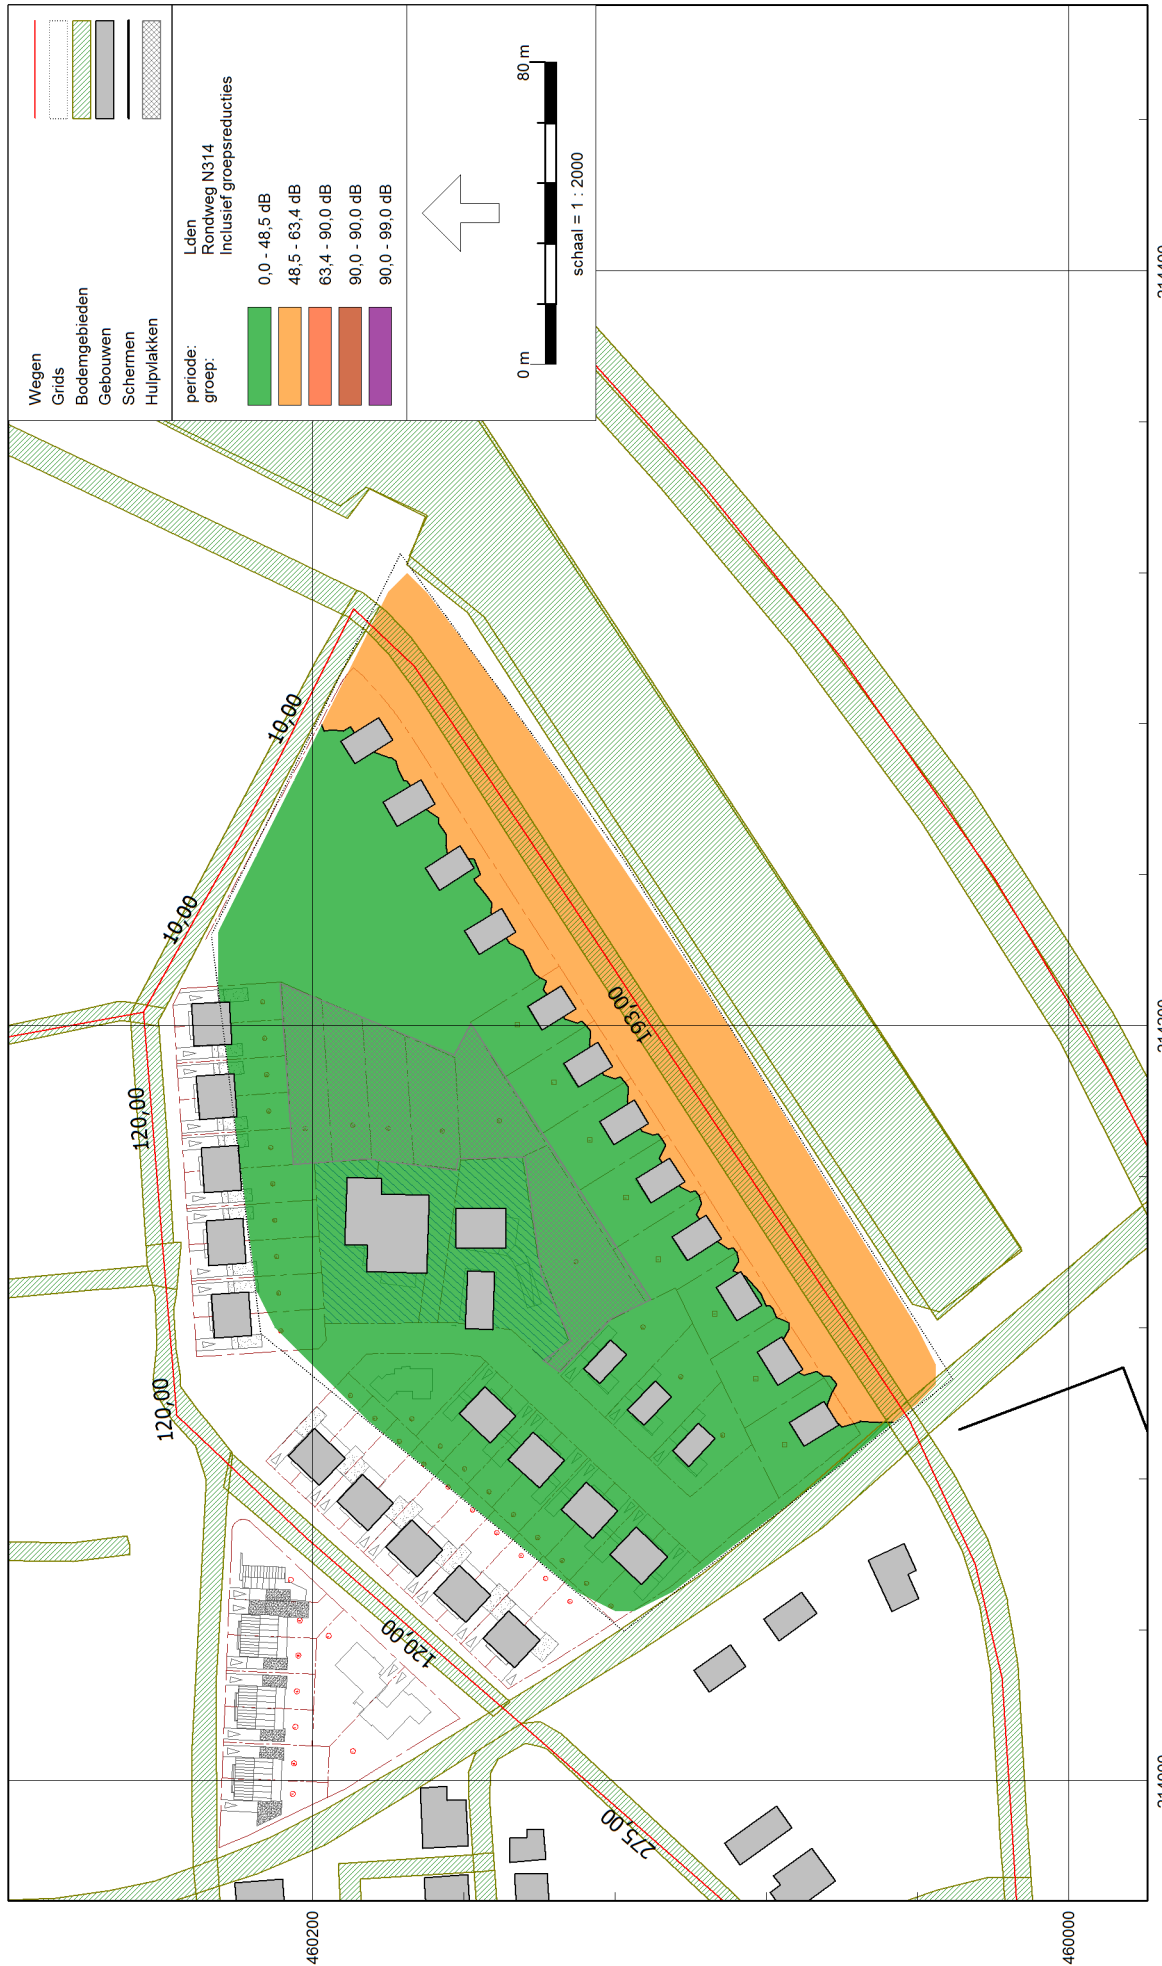 Wegen
Grids
Bodemgebieden
Gebouwen
Schermen
Hulpvlakken
periode: Lden
groep: Rondweg N314
Inclusief groepsreducties
0,0 - 48,5 dB
48,5 - 63,4 dB
63,4 - 90,0 dB
90,0 - 90,0 dB
90,0 - 99,0 dB
0 m
80 m
schaal = 1 : 2000
10,00
10,00
120,00
120,00
120,00
193,00
275,00
460200
460000
214000
214200
214400